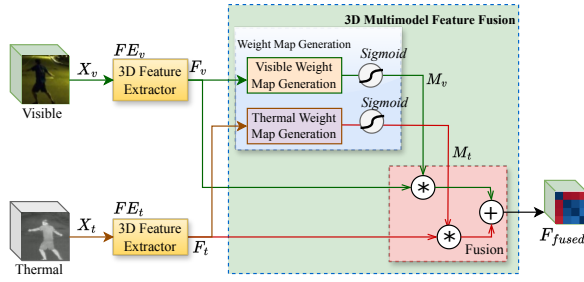 3D Multimodel Feature Fusion
Weight Map Generation
Sigmoid
FE_v
X_v
F_v
3D Feature
Extractor
Visible Weight
Map Generation
M_v
Visible
Sigmoid
Thermal Weight
Map Generation
M_t
*
+
FE_t
X_t
F_t
3D Feature
Extractor
*
Fusion
F_fused
Thermal